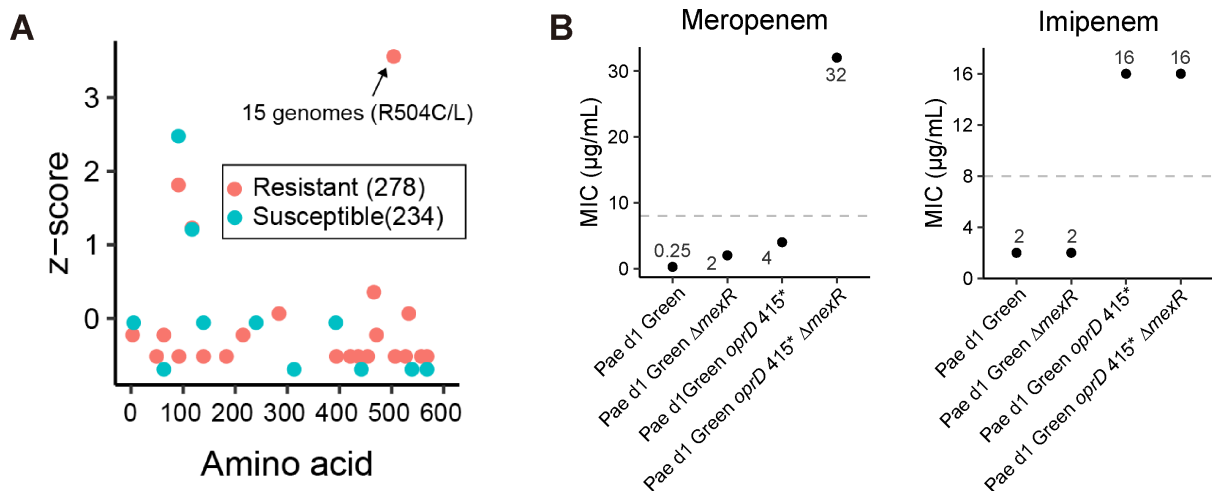 A
z−score
3
2
1
0
15 genomes (R504C/L)
Resistant (278)
Susceptible(234)
0 100 200 300 400 500 600
Amino acid
B
Meropenem
MIC (µg/mL)
30
20
10
0
0.25
2
4
32
Pae d1 Green
Pae d1 Green ΔmexR
Pae d1Green oprD 415*
Pae d1 Green oprD 415* ΔmexR
Imipenem
MIC (µg/mL)
16
12
8
4
0
2
2
16
16
Pae d1 Green
Pae d1 Green ΔmexR
Pae d1 Green oprD 415*
Pae d1 Green oprD 415* ΔmexR